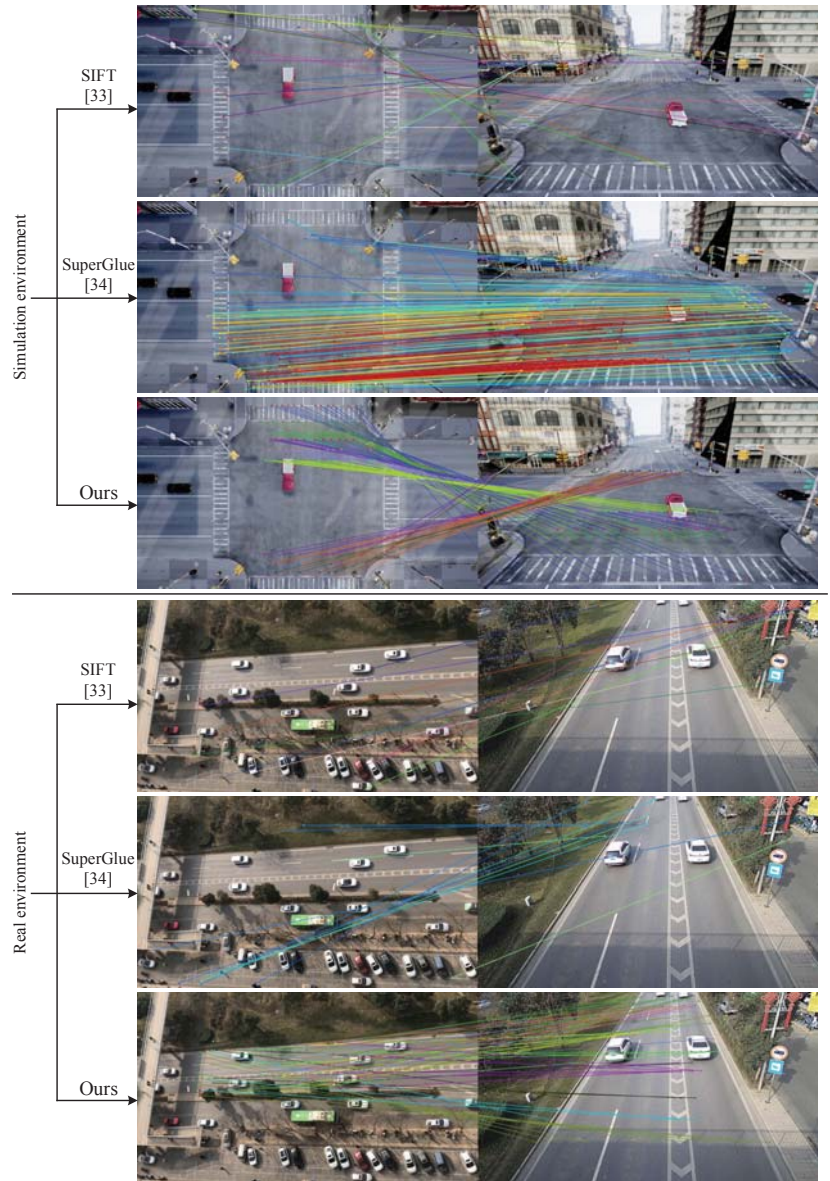 Simulation environment
SIFT
[33]
SuperGlue
[34]
Ours
Real environment
SIFT
[33]
SuperGlue
[34]
Ours